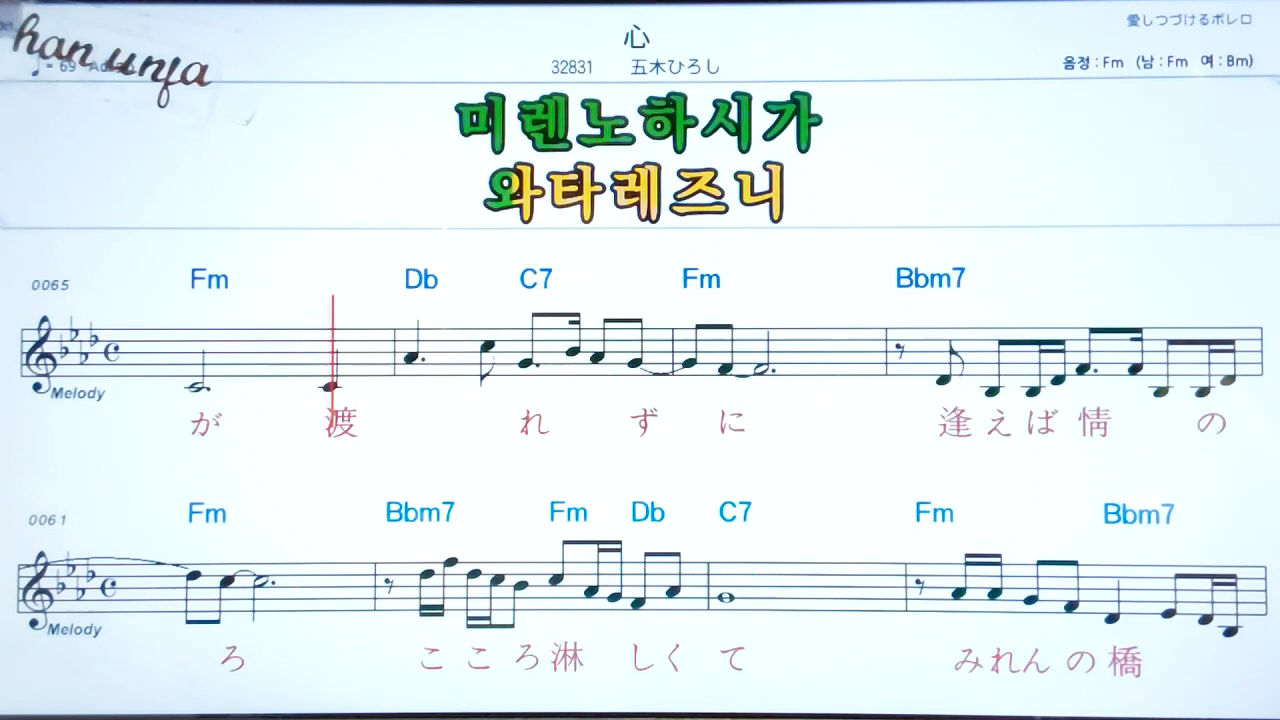 愛しつづけるボレロ
han unja
心
♩= 69
32831 五木ひろし
음정 : Fm (남 : Fm 여 : Bm)
미렌노하시가
와타레즈니
0065 Fm Db C7 Fm Bbm7
Melody
が 渡 れ ず に 逢 え ば 情 の
0061 Fm Bbm7 Fm Db C7 Fm Bbm7
Melody
ろ こ こ ろ 淋 し く て み れ ん の 橋